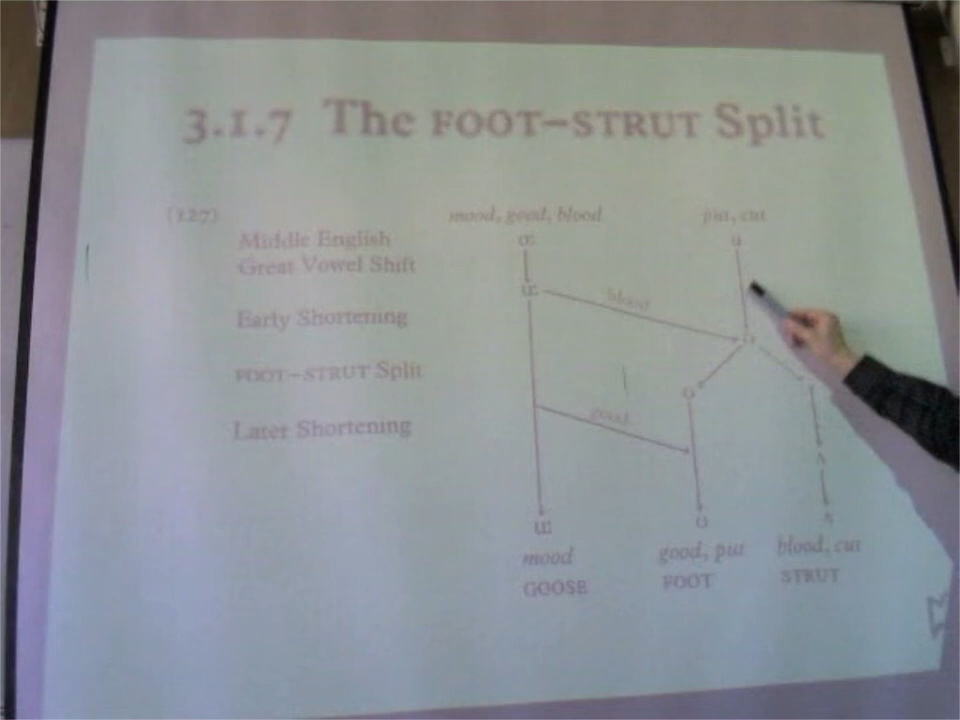 3.1.7 The FOOT–STRUT Split
(127)
mood, good, blood
put, cut
Middle English
oː
u
Great Vowel Shift
uː
blood
Early Shortening
ʊ
FOOT–STRUT Split
ʊ
good
Later Shortening
uː
ʊ
mood
good, put
blood, cut
GOOSE
FOOT
STRUT